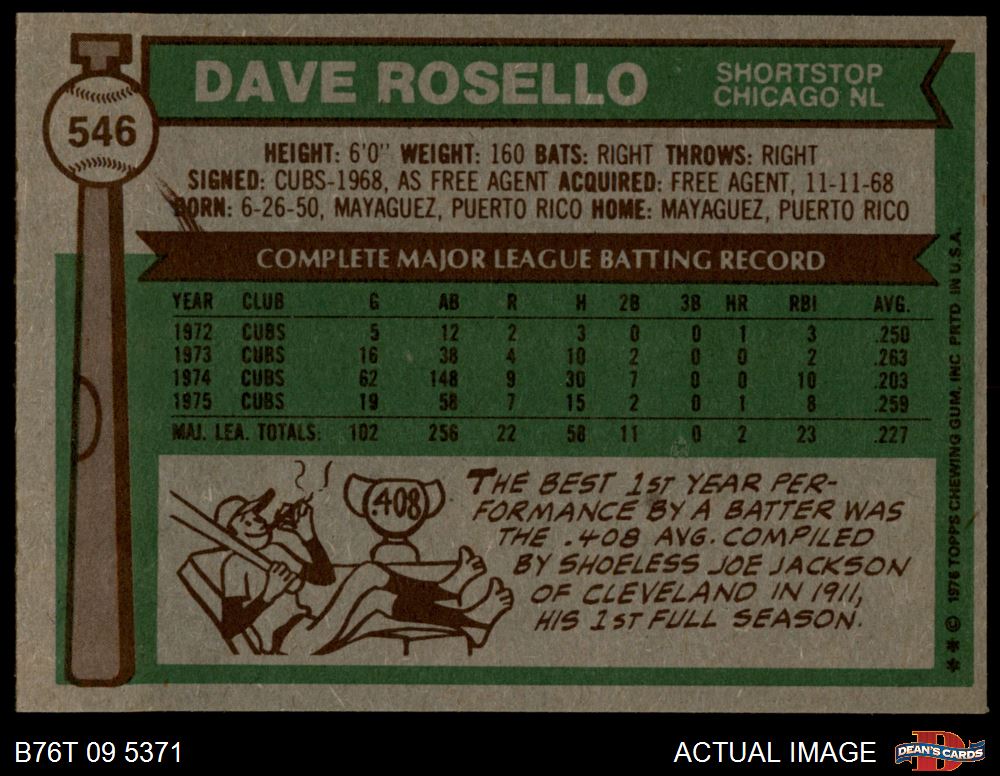 546
DAVE ROSELLO
SHORTSTOP
CHICAGO NL
HEIGHT: 6'0" WEIGHT: 160 BATS: RIGHT THROWS: RIGHT
SIGNED: CUBS-1968, AS FREE AGENT ACQUIRED: FREE AGENT, 11-11-68
BORN: 6-26-50, MAYAGUEZ, PUERTO RICO HOME: MAYAGUEZ, PUERTO RICO
COMPLETE MAJOR LEAGUE BATTING RECORD
YEAR CLUB G AB R H 2B 3B HR RBI AVG.
1972 CUBS 5 12 2 3 0 0 1 3 .250
1973 CUBS 16 38 4 10 2 0 0 2 .263
1974 CUBS 62 148 9 30 7 0 0 10 .203
1975 CUBS 19 58 7 15 2 0 1 8 .259
MAJ. LEA. TOTALS: 102 256 22 58 11 0 2 23 .227
.408
THE BEST 1ST YEAR PER-
FORMANCE BY A BATTER WAS
THE .408 AVG. COMPILED
BY SHOELESS JOE JACKSON
OF CLEVELAND IN 1911,
HIS 1ST FULL SEASON.
** © 1976 TOPPS CHEWING GUM, INC. PRTD. IN U.S.A.
B76T 09 5371
ACTUAL IMAGE
DEAN'S CARDS